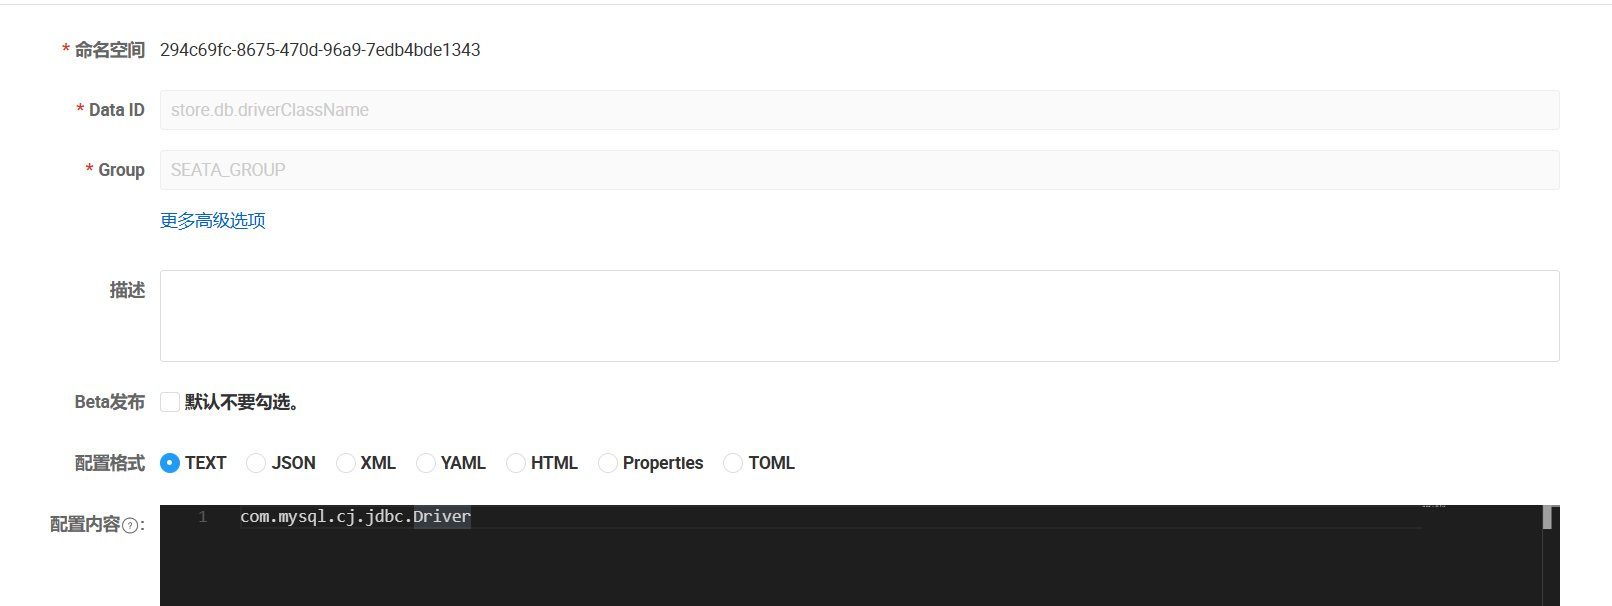 * 命名空间 294c69fc-8675-470d-96a9-7edb4bde1343
* Data ID store.db.driverClassName
* Group SEATA_GROUP
更多高级选项
描述
Beta发布 默认不要勾选。
配置格式 TEXT JSON XML YAML HTML Properties TOML
配置内容?: 1 com.mysql.cj.jdbc.Driver